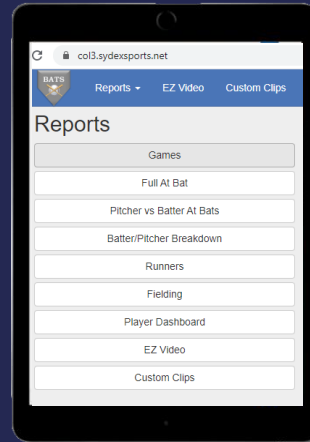 col3.sydexsports.net
BATS
Reports EZ Video Custom Clips
Reports
Games
Full At Bat
Pitcher vs Batter At Bats
Batter/Pitcher Breakdown
Runners
Fielding
Player Dashboard
EZ Video
Custom Clips